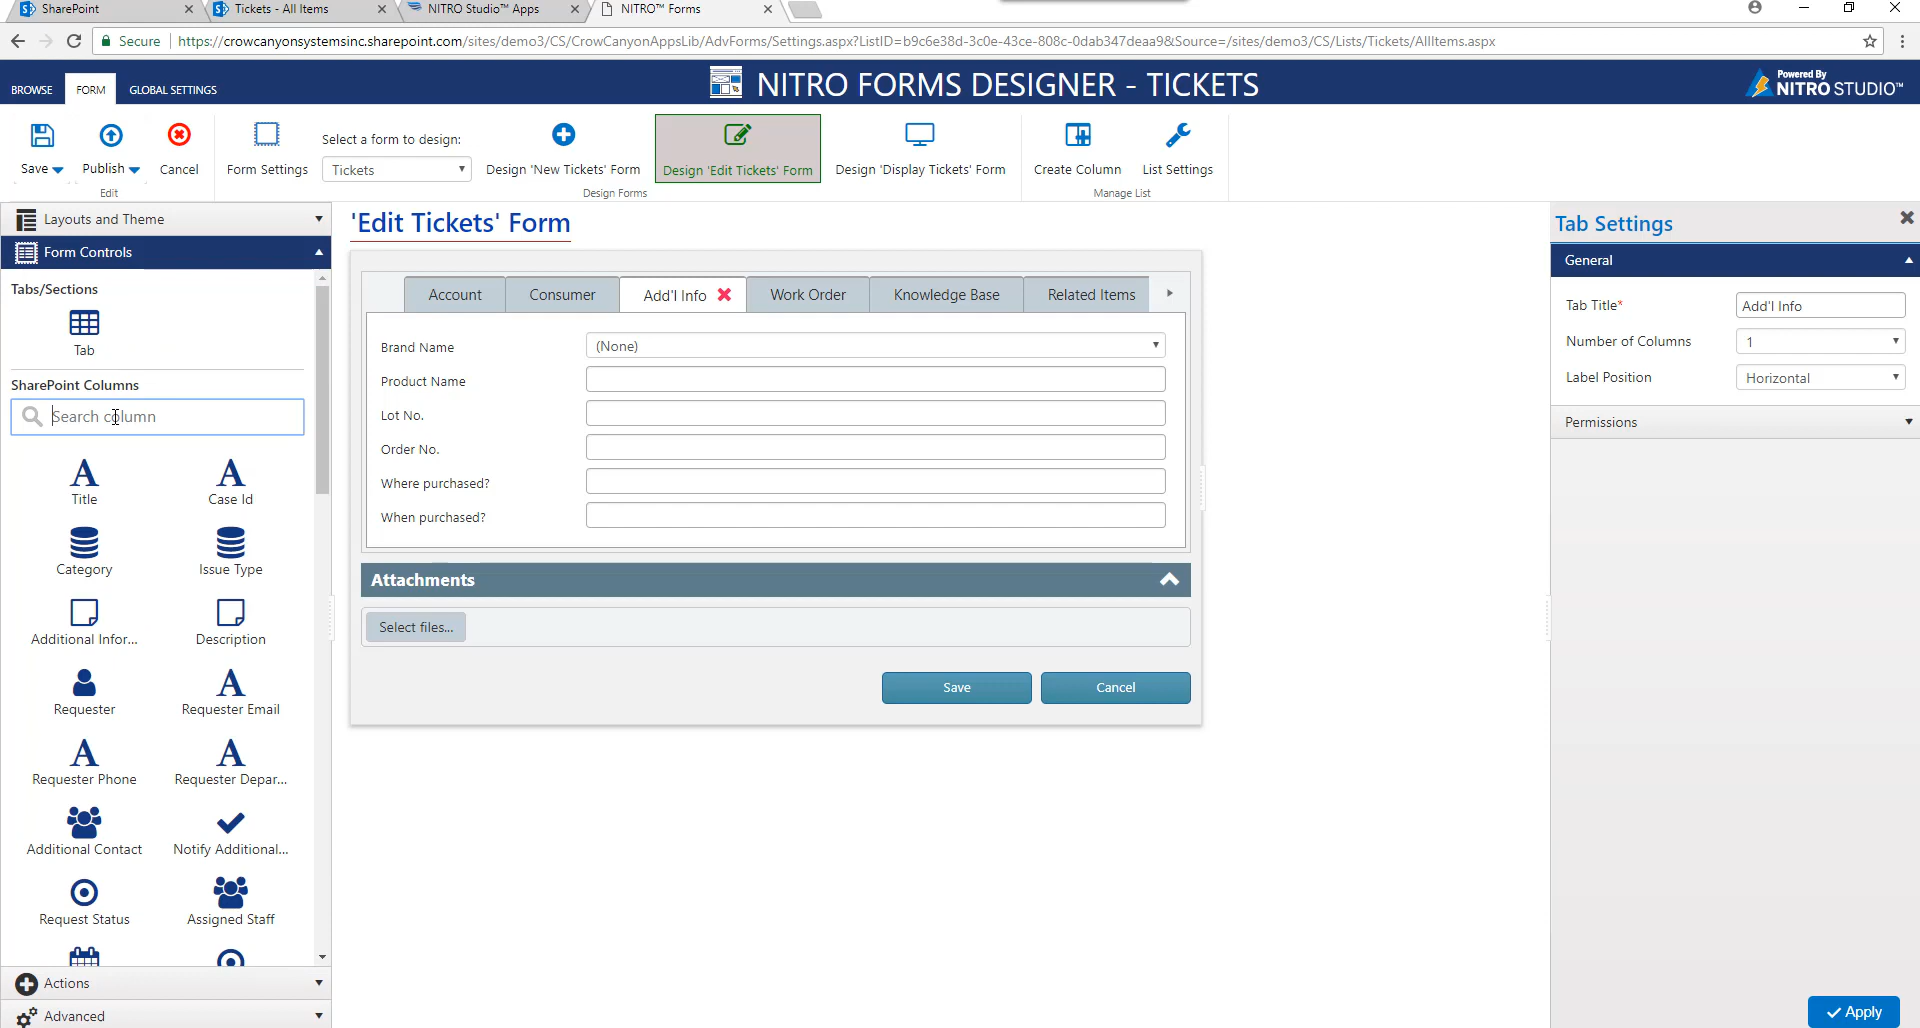 SharePoint
Tickets - All Items
NITRO Studio™ Apps
NITRO™ Forms
Secure
https://crowcanyonsystemsinc.sharepoint.com/sites/demo3/CS/CrowCanyonAppsLib/AdvForms/Settings.aspx?ListID=b9c6e38d-3c0e-43ce-808c-0dab347deaa9&Source=/sites/demo3/CS/Lists/Tickets/AllItems.aspx
BROWSE
FORM
GLOBAL SETTINGS
NITRO FORMS DESIGNER - TICKETS
Powered By
NITRO STUDIO™
Save
Publish
Cancel
Edit
Form Settings
Select a form to design:
Tickets
Design 'New Tickets' Form
Design 'Edit Tickets' Form
Design 'Display Tickets' Form
Design Forms
Create Column
List Settings
Manage List
Layouts and Theme
Form Controls
Tabs/Sections
Tab
SharePoint Columns
Search column
Title
Case Id
Category
Issue Type
Additional Infor...
Description
Requester
Requester Email
Requester Phone
Requester Depar...
Additional Contact
Notify Additional...
Request Status
Assigned Staff
Actions
Advanced
'Edit Tickets' Form
Account
Consumer
Add'l Info
Work Order
Knowledge Base
Related Items
Brand Name
(None)
Product Name
Lot No.
Order No.
Where purchased?
When purchased?
Attachments
Select files...
Save
Cancel
Tab Settings
General
Tab Title*
Add'l Info
Number of Columns
1
Label Position
Horizontal
Permissions
Apply